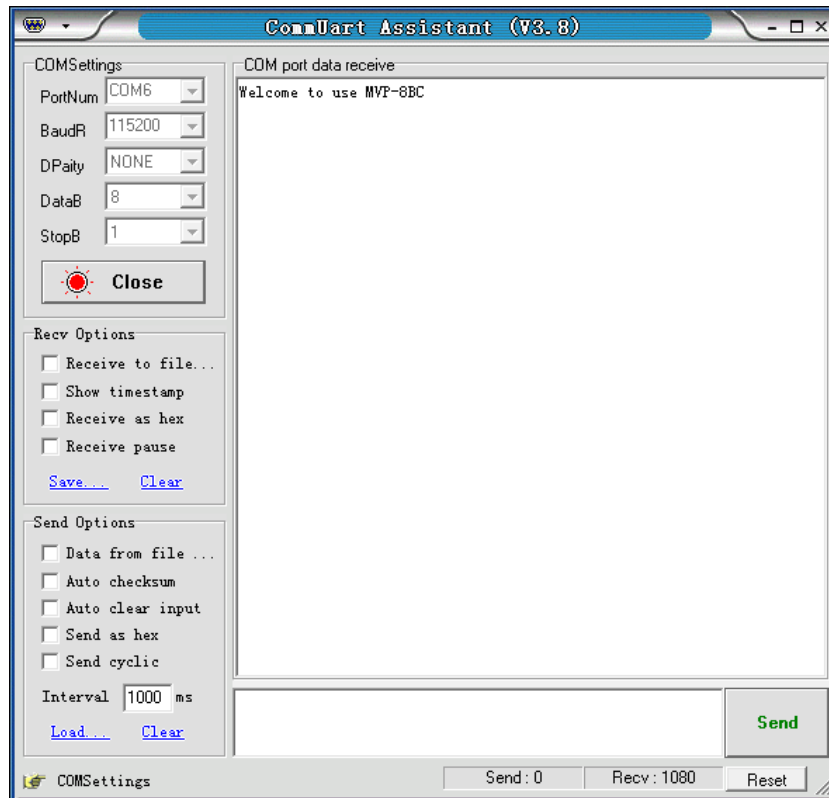 CommUart Assistant (V3.8)
COMSettings
PortNum COM6
BaudR 115200
DPaity NONE
DataB 8
StopB 1
Close
Recv Options
Receive to file...
Show timestamp
Receive as hex
Receive pause
Save... Clear
Send Options
Data from file ...
Auto checksum
Auto clear input
Send as hex
Send cyclic
Interval 1000 ms
Load... Clear
COM port data receive
Welcome to use MVP-8BC
Send
COMSettings
Send : 0
Recv : 1080
Reset